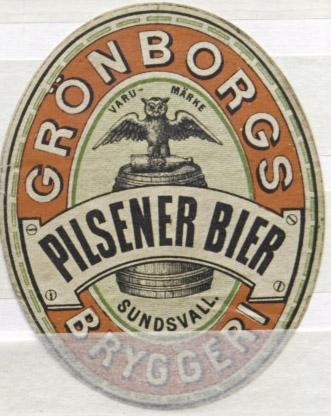 GRÖNBORGS
VARU- MÄRKE
PILSENER BIER
SUNDSVALL.
BRYGGERI